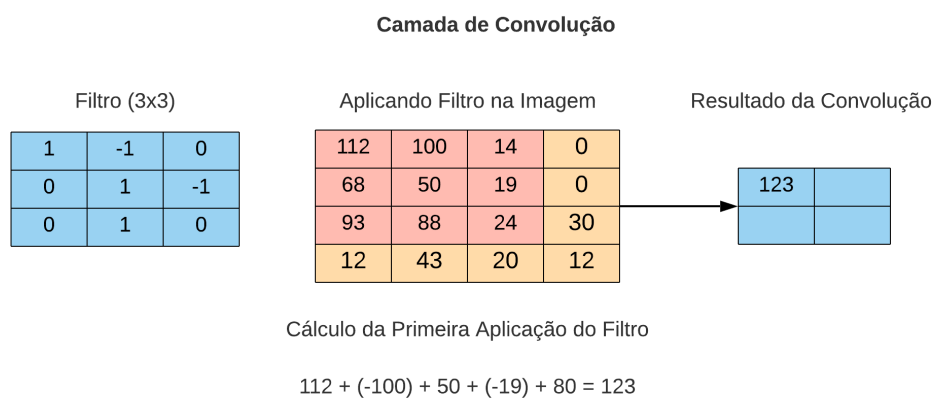 Camada de Convolução
Filtro (3x3)
Aplicando Filtro na Imagem
Resultado da Convolução
1 -1 0
0 1 -1
0 1 0
112 100 14 0
68 50 19 0
93 88 24 30
12 43 20 12
123
Cálculo da Primeira Aplicação do Filtro
112 + (-100) + 50 + (-19) + 80 = 123